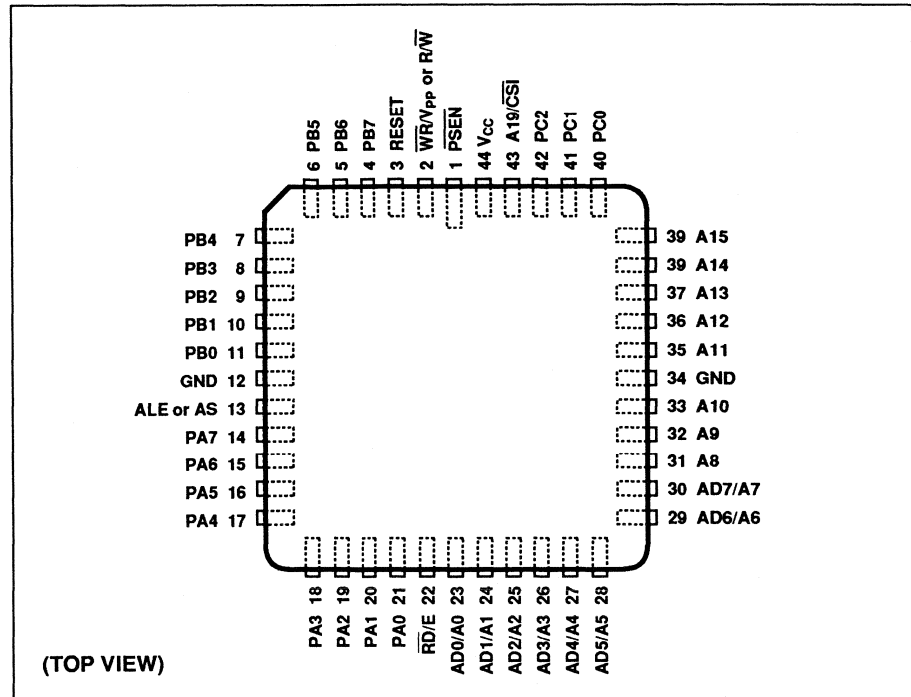 6 PB5
5 PB6
4 PB7
3 RESET
2 W̅R̅/VPP or R/W̅
1 P̅S̅E̅N̅
44 VCC
43 A19/C̅S̅I̅
42 PC2
41 PC1
40 PC0
PB4 7
PB3 8
PB2 9
PB1 10
PB0 11
GND 12
ALE or AS 13
PA7 14
PA6 15
PA5 16
PA4 17
39 A15
39 A14
37 A13
36 A12
35 A11
34 GND
33 A10
32 A9
31 A8
30 AD7/A7
29 AD6/A6
PA3 18
PA2 19
PA1 20
PA0 21
R̅D̅/E 22
AD0/A0 23
AD1/A1 24
AD2/A2 25
AD3/A3 26
AD4/A4 27
AD5/A5 28
(TOP VIEW)